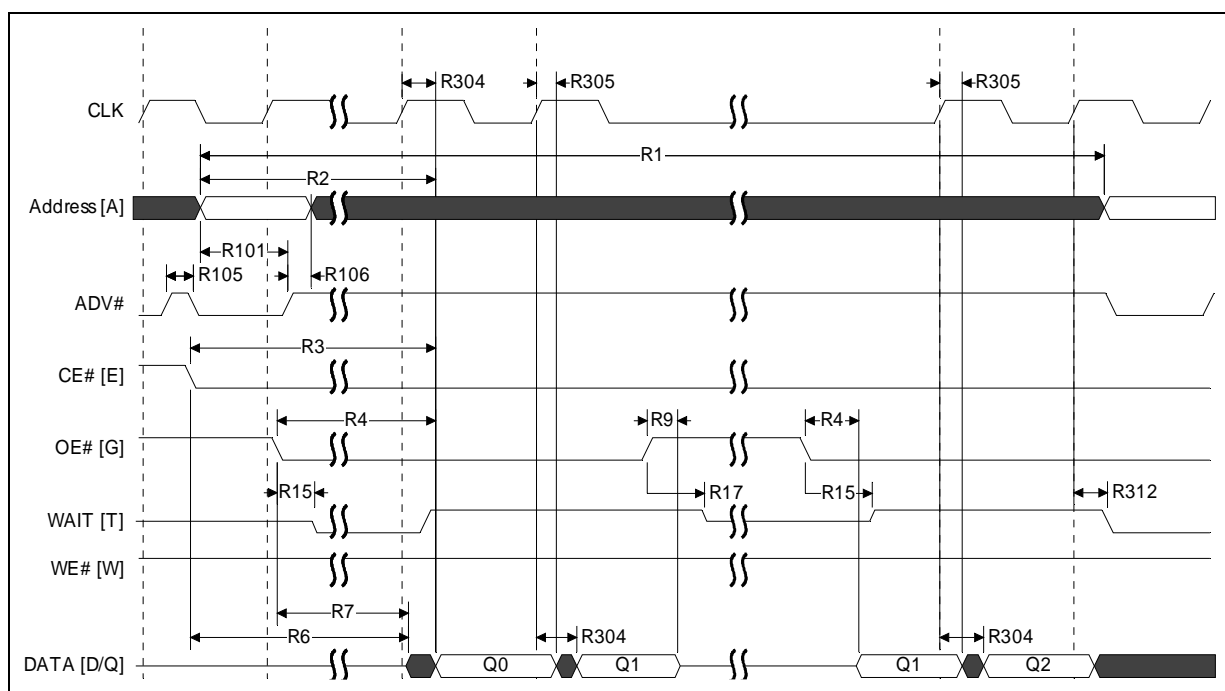 R304
R305
R305
CLK
R1
R2
Address [A]
R101
R105
R106
ADV#
R3
CE# [E]
R4
R9
R4
OE# [G]
R15
R17
R15
R312
WAIT [T]
WE# [W]
R7
R6
R304
R304
DATA [D/Q]
Q0
Q1
Q1
Q2